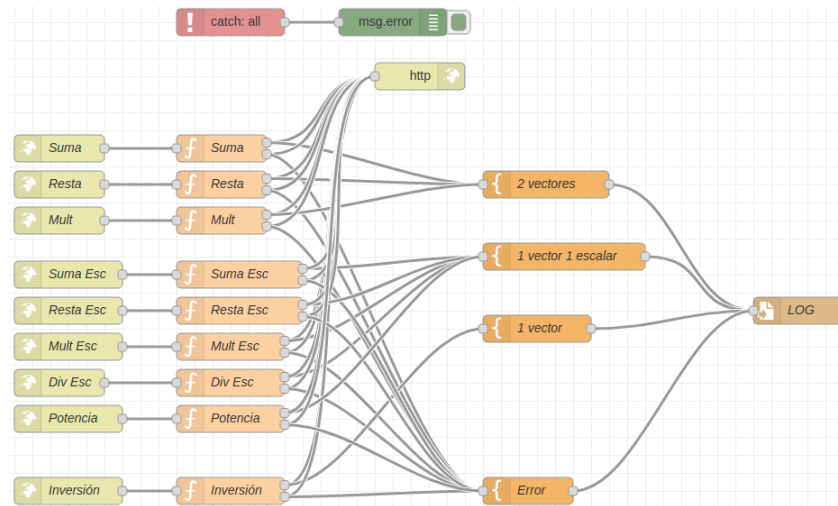 catch: all
msg.error
http
Suma
Suma
Resta
Resta
2 vectores
Mult
Mult
1 vector 1 escalar
Suma Esc
Suma Esc
Resta Esc
Resta Esc
LOG
1 vector
Mult Esc
Mult Esc
Div Esc
Div Esc
Potencia
Potencia
Inversión
Inversión
Error